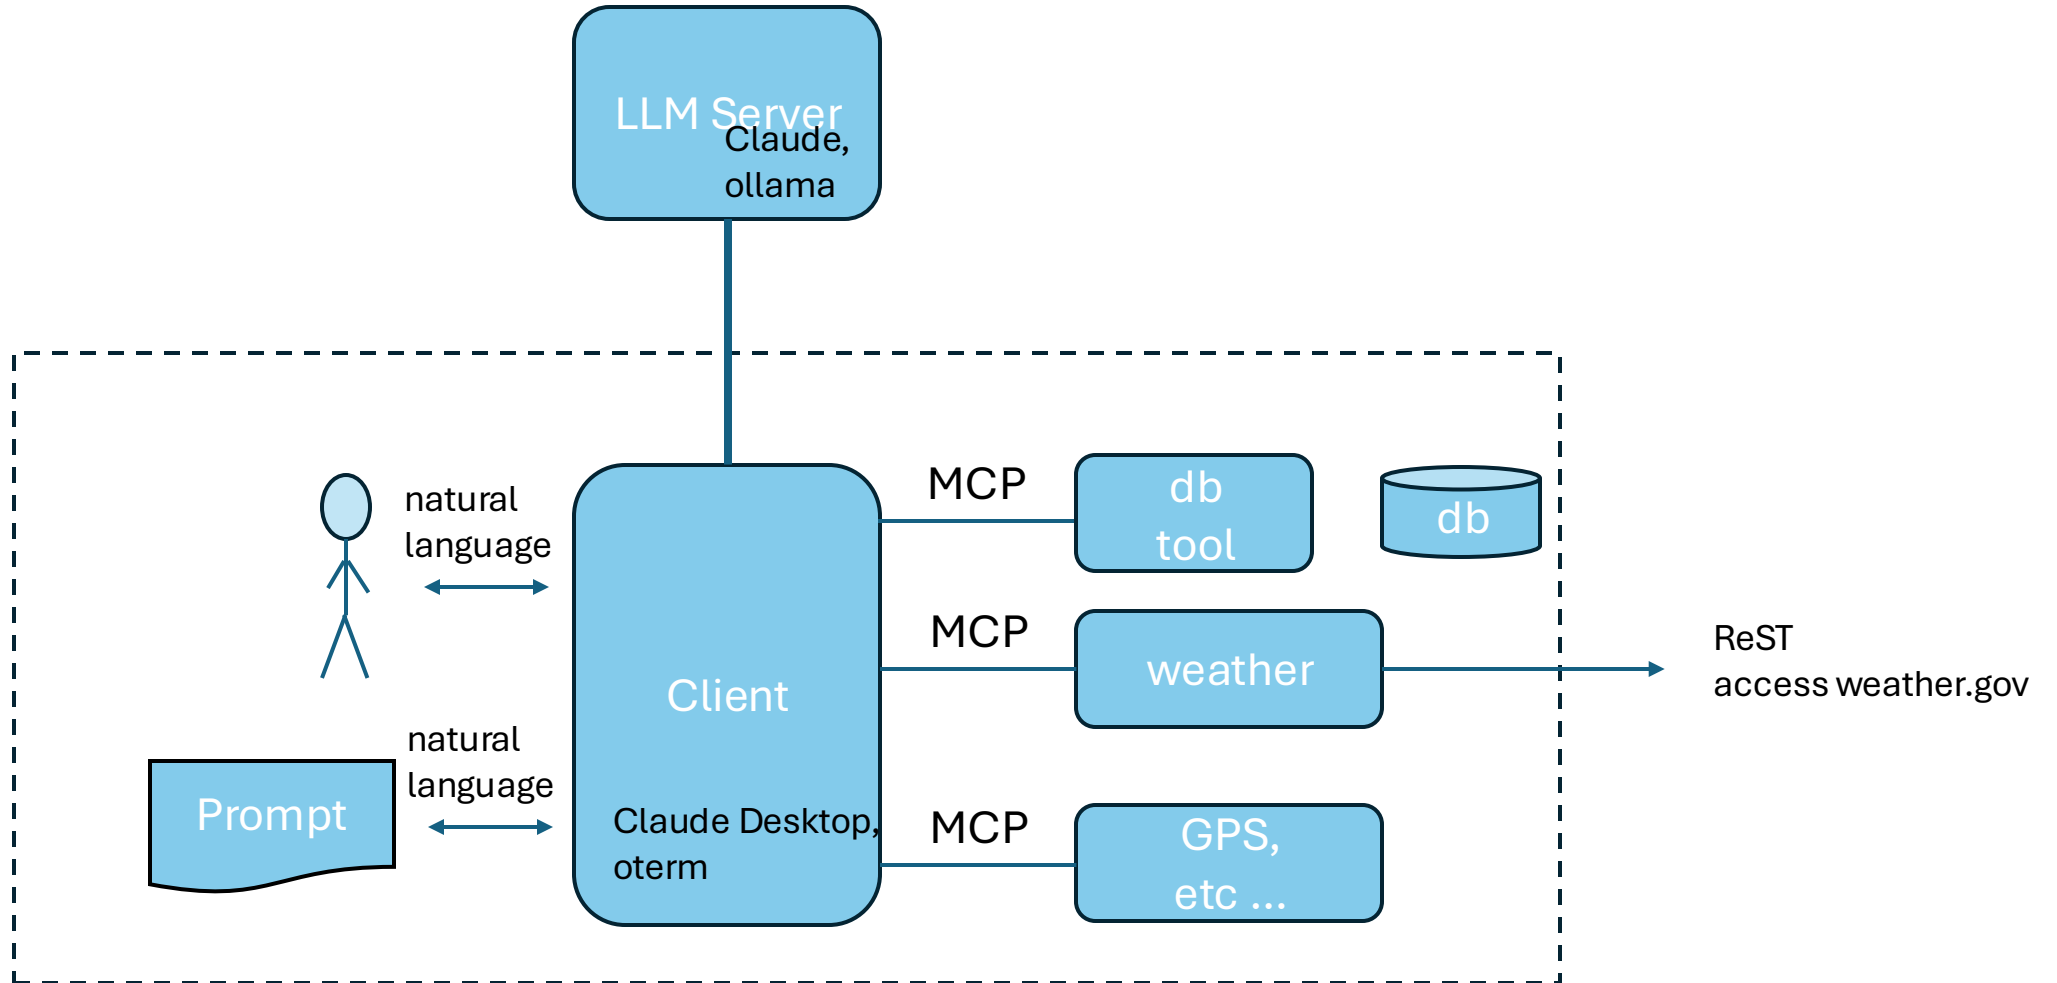 LLM Server
Claude,
ollama
natural
language
MCP
db
tool
db
MCP
weather
ReST
access weather.gov
Client
natural
language
Prompt
Claude Desktop,
oterm
MCP
GPS,
etc ...